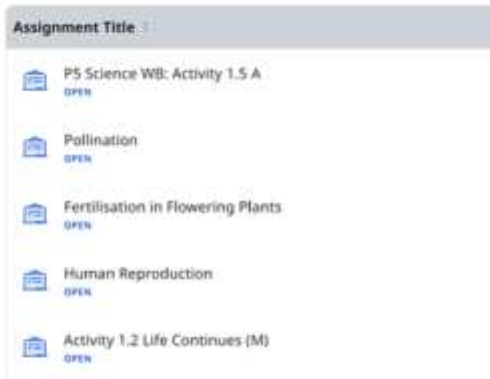 Assignment Title
P5 Science WB: Activity 1.5 A
OPEN
Pollination
OPEN
Fertilisation in Flowering Plants
OPEN
Human Reproduction
OPEN
Activity 1.2 Life Continues (M)
OPEN